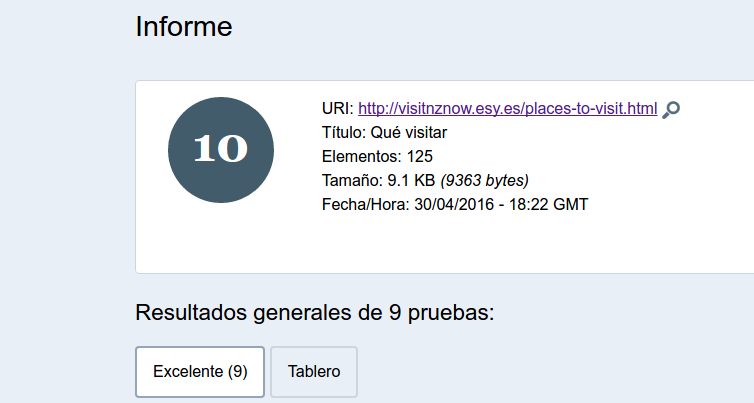 Informe
10
URI: http://visitnznow.esy.es/places-to-visit.html
Título: Qué visitar
Elementos: 125
Tamaño: 9.1 KB (9363 bytes)
Fecha/Hora: 30/04/2016 - 18:22 GMT
Resultados generales de 9 pruebas:
Excelente (9) Tablero